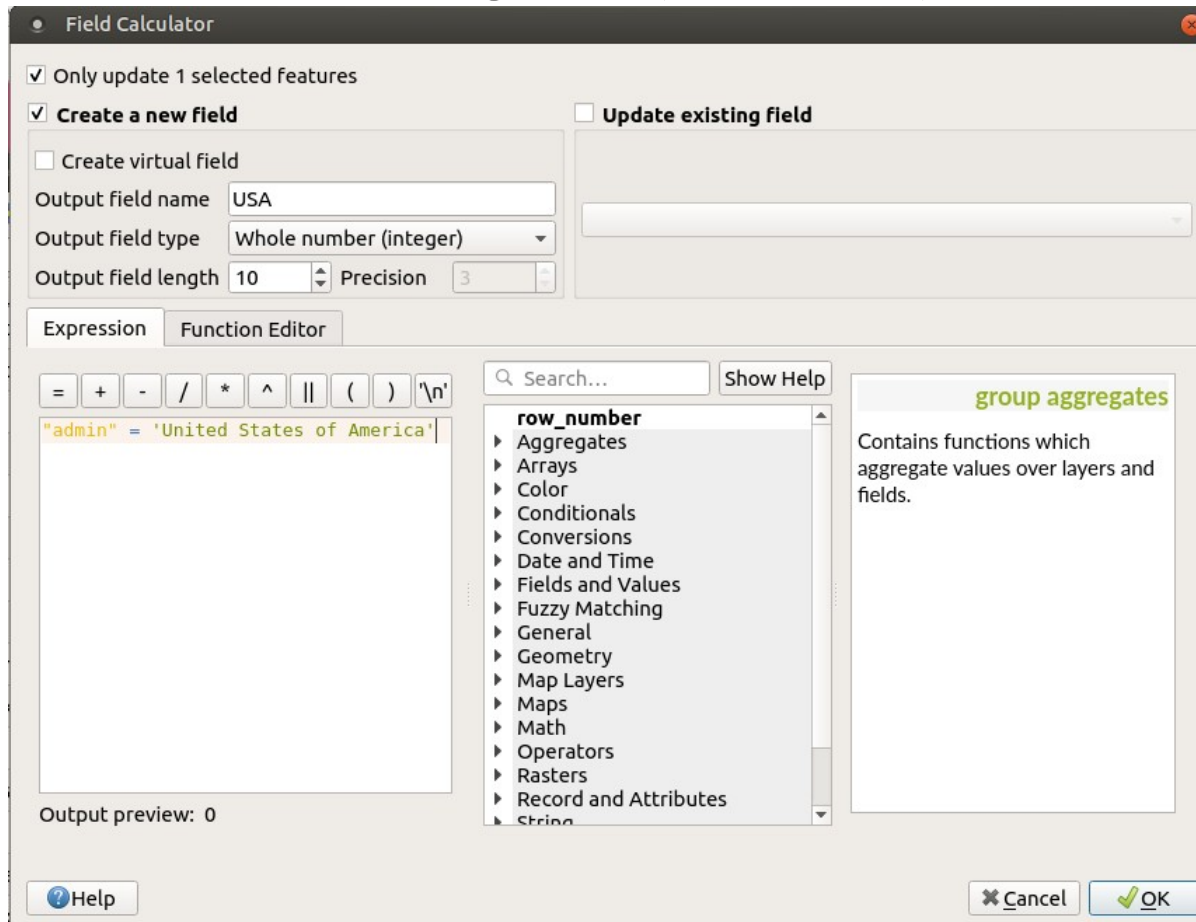 Field Calculator
Only update 1 selected features
Create a new field
Update existing field
Create virtual field
Output field name USA
Output field type Whole number (integer)
Output field length 10 Precision 3
Expression Function Editor
= + - / * ^ || ( ) '\n'
Search... Show Help
"admin" = 'United States of America'
row_number
Aggregates
Arrays
Color
Conditionals
Conversions
Date and Time
Fields and Values
Fuzzy Matching
General
Geometry
Map Layers
Maps
Math
Operators
Rasters
Record and Attributes
String
group aggregates
Contains functions which
aggregate values over layers and
fields.
Output preview: 0
Help
Cancel
OK